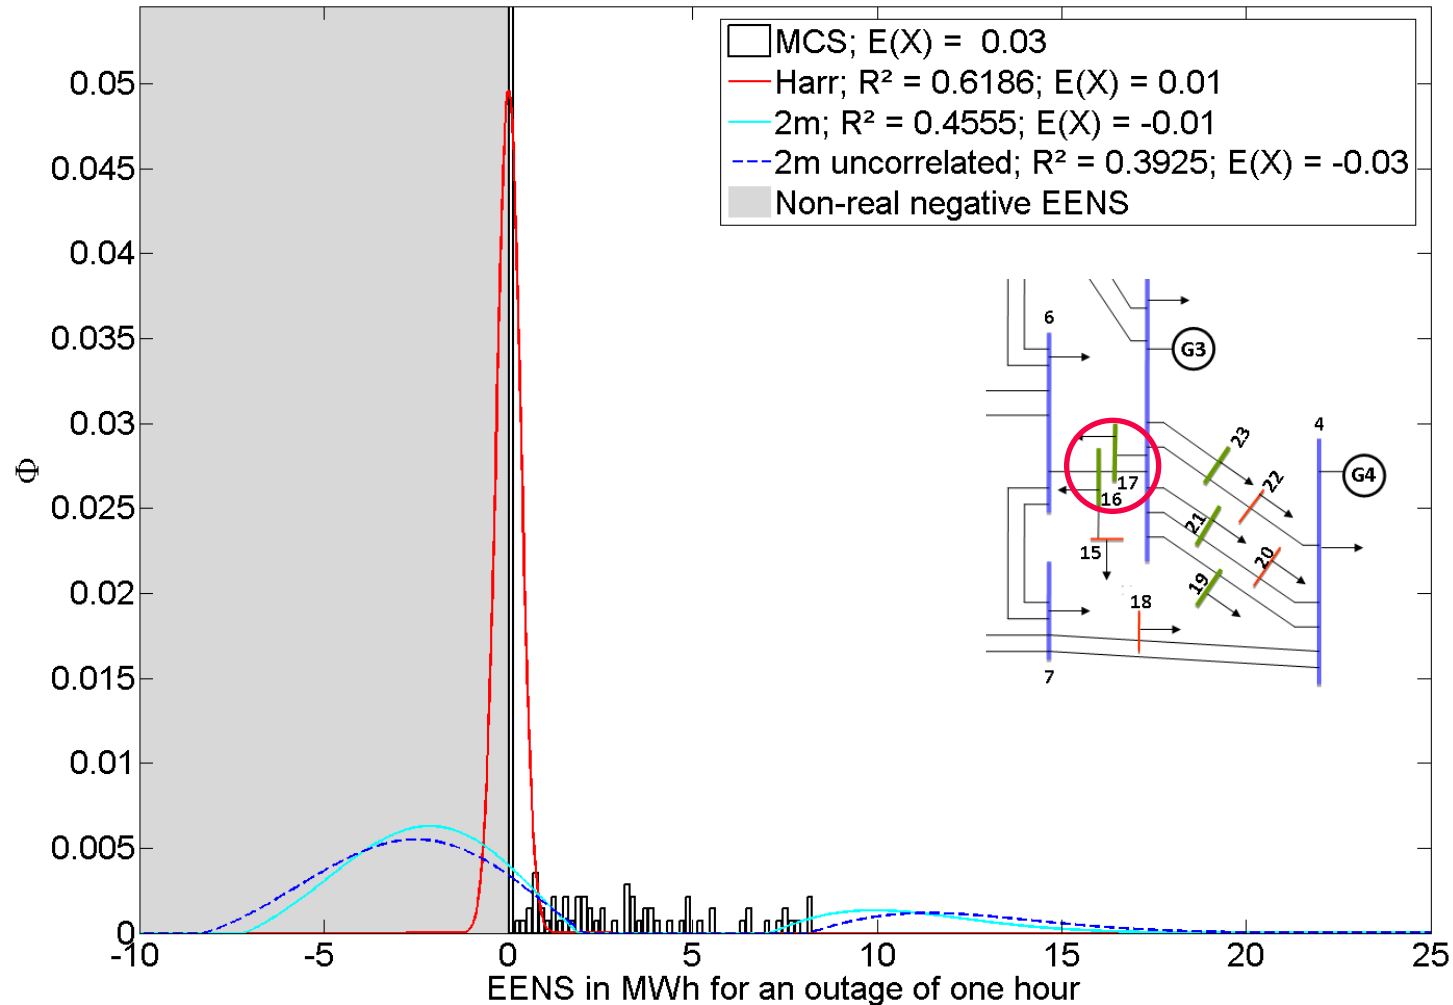 MCS; E(X) =  0.03
Harr; R² = 0.6186; E(X) = 0.01
2m; R² = 0.4555; E(X) = -0.01
2m uncorrelated; R² = 0.3925; E(X) = -0.03
Non-real negative EENS
0.05
0.045
0.04
0.035
0.03
0.025
0.02
0.015
0.01
0.005
0
Φ
6
G3
4
23
G4
22
17
16
21
15
20
19
18
7
-10 -5 0 5 10 15 20 25
EENS in MWh for an outage of one hour